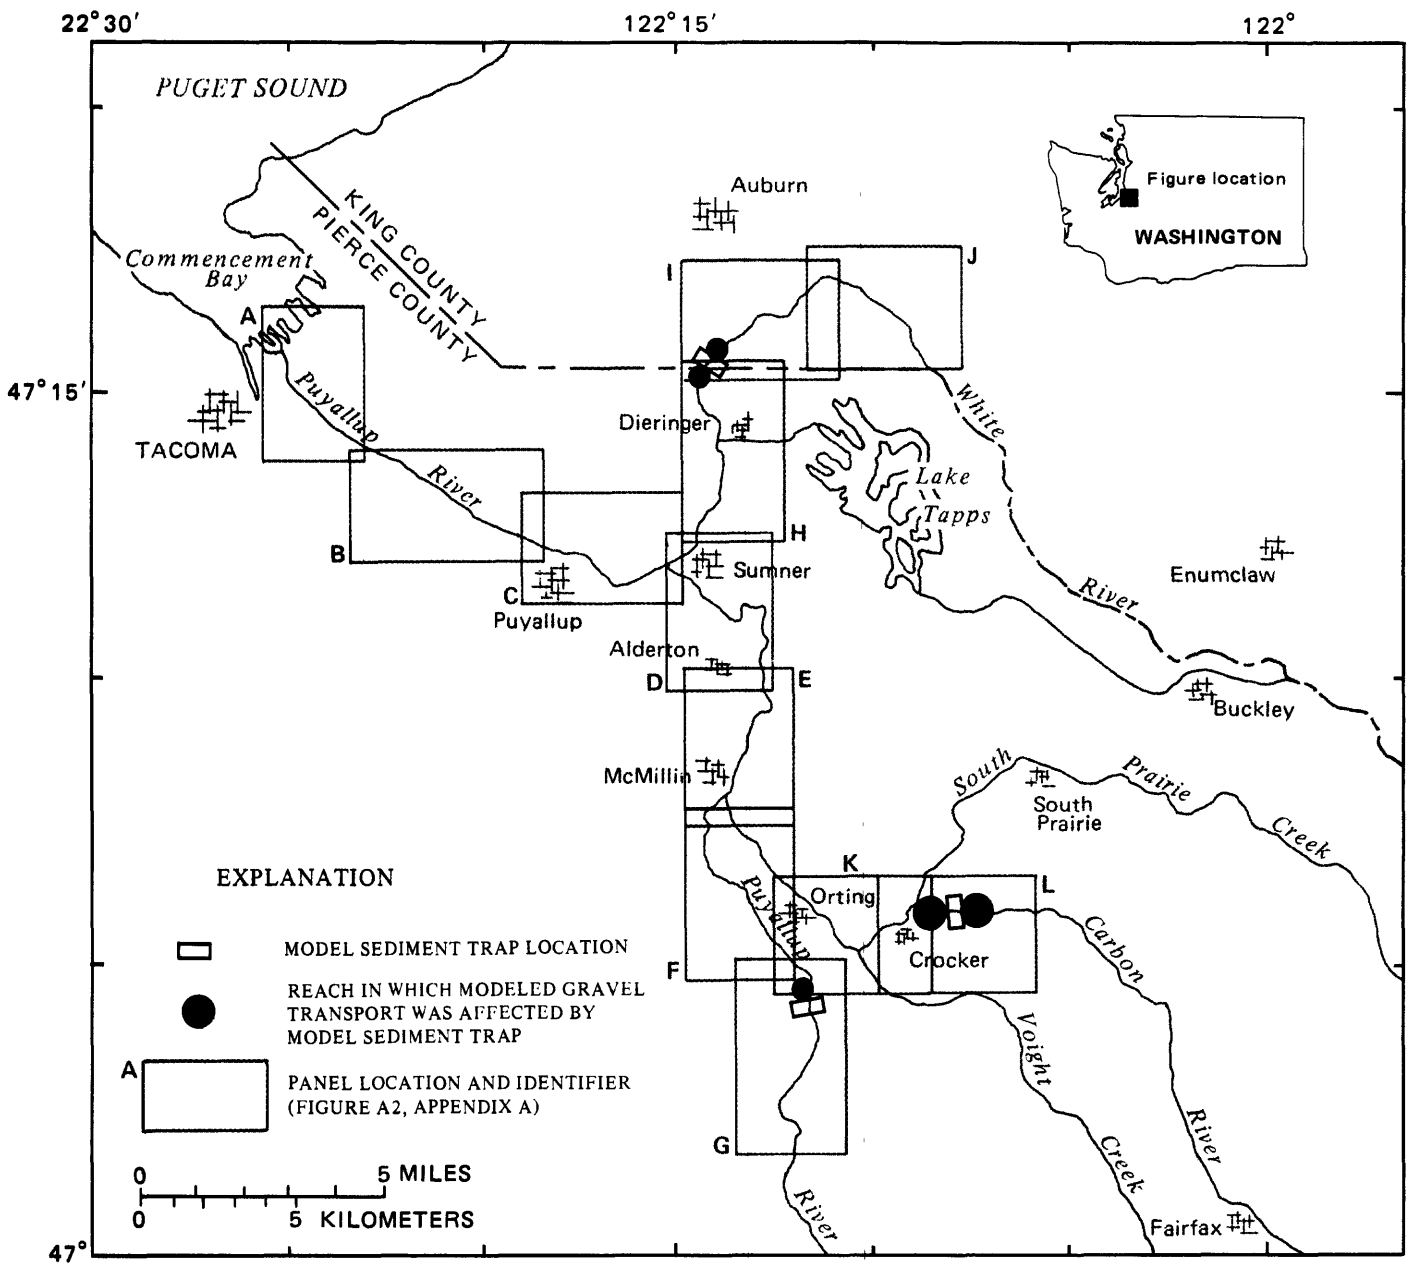 22°30′
122°15′
122°
PUGET SOUND
Auburn
Figure location
WASHINGTON
KING COUNTY
PIERCE COUNTY
Commencement
Bay
I
J
A
47°15′
TACOMA
Puyallup
River
Dieringer
White
River
Lake
Tapps
B
H
C
Puyallup
Sumner
Enumclaw
Alderton
D
E
Buckley
McMillin
South
Prairie
Creek
South
Prairie
EXPLANATION
K
L
Puyallup
Orting
Crocker
Carbon
River
MODEL SEDIMENT TRAP LOCATION
F
REACH IN WHICH MODELED GRAVEL
TRANSPORT WAS AFFECTED BY
MODEL SEDIMENT TRAP
Voight
Creek
A
PANEL LOCATION AND IDENTIFIER
(FIGURE A2, APPENDIX A)
G
0
5 MILES
0
5 KILOMETERS
River
Fairfax
47°